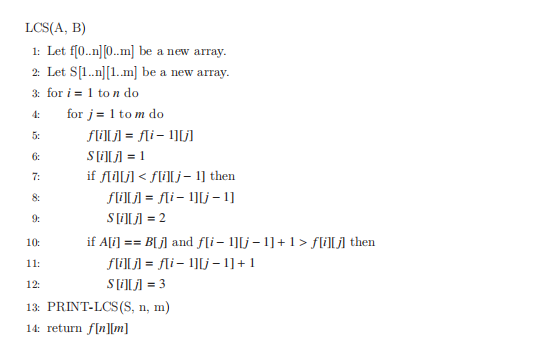 LCS(A, B)
1: Let f[0..n][0..m] be a new array.
2: Let S[1..n][1..m] be a new array.
3: for i = 1 to n do
4: for j = 1 to m do
5: f[i][j] = f[i − 1][j]
6: S[i][j] = 1
7: if f[i][j] < f[i][j − 1] then
8: f[i][j] = f[i − 1][j − 1]
9: S[i][j] = 2
10: if A[i] == B[j] and f[i − 1][j − 1] + 1 > f[i][j] then
11: f[i][j] = f[i − 1][j − 1] + 1
12: S[i][j] = 3
13: PRINT-LCS(S, n, m)
14: return f[n][m]